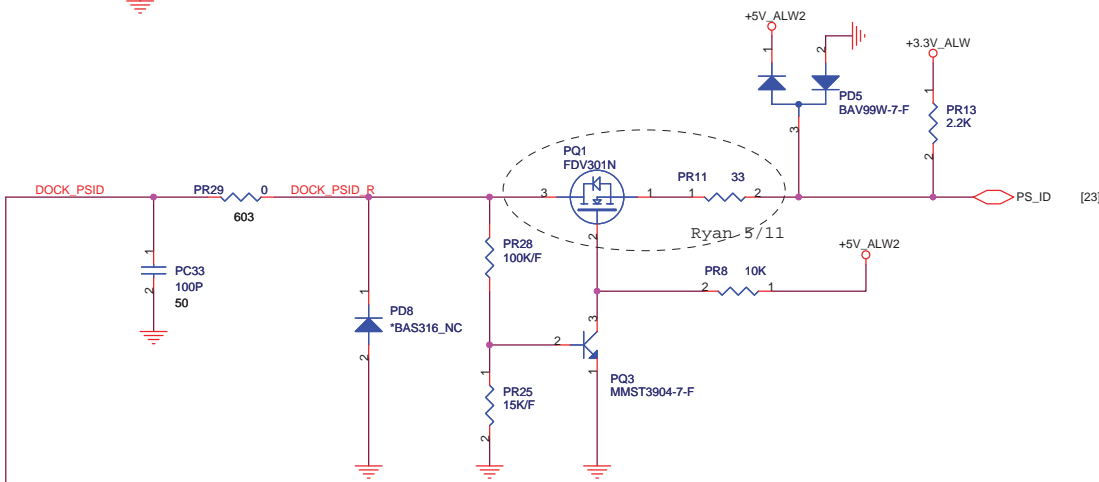 +5V_ALW2
+3.3V_ALW
1
2
PD5
BAV99W-7-F
3
1
PR13
2.2K
2
PQ1
FDV301N
DOCK_PSID
PR29
0
603
DOCK_PSID_R
3
1
2
PR11
33
1
2
Ryan 5/11
PS_ID
[23]
1
PC33
100P
2
50
PR28
100K/F
+5V_ALW2
PR8
10K
2
1
1
PD8
*BAS316_NC
2
3
2
1
PQ3
MMST3904-7-F
1
PR25
15K/F
2